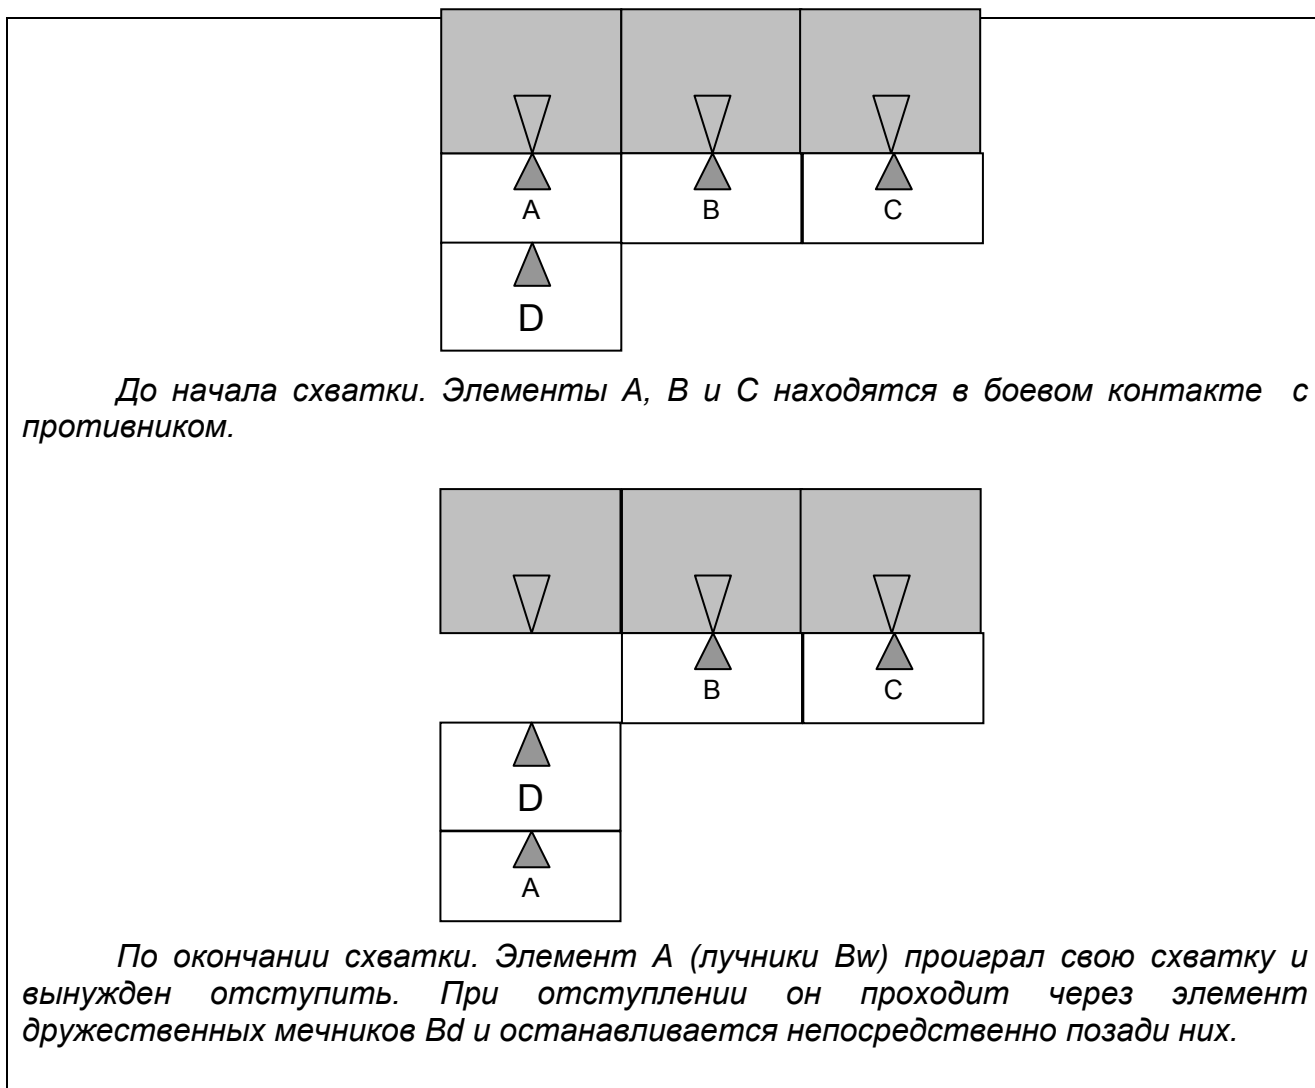 A B C
D
До начала схватки. Элементы A, B и C находятся в боевом контакте с
противником.
B C
D
A
По окончании схватки. Элемент A (лучники Bw) проиграл свою схватку и
вынужден отступить. При отступлении он проходит через элемент
дружественных мечников Bd и останавливается непосредственно позади них.